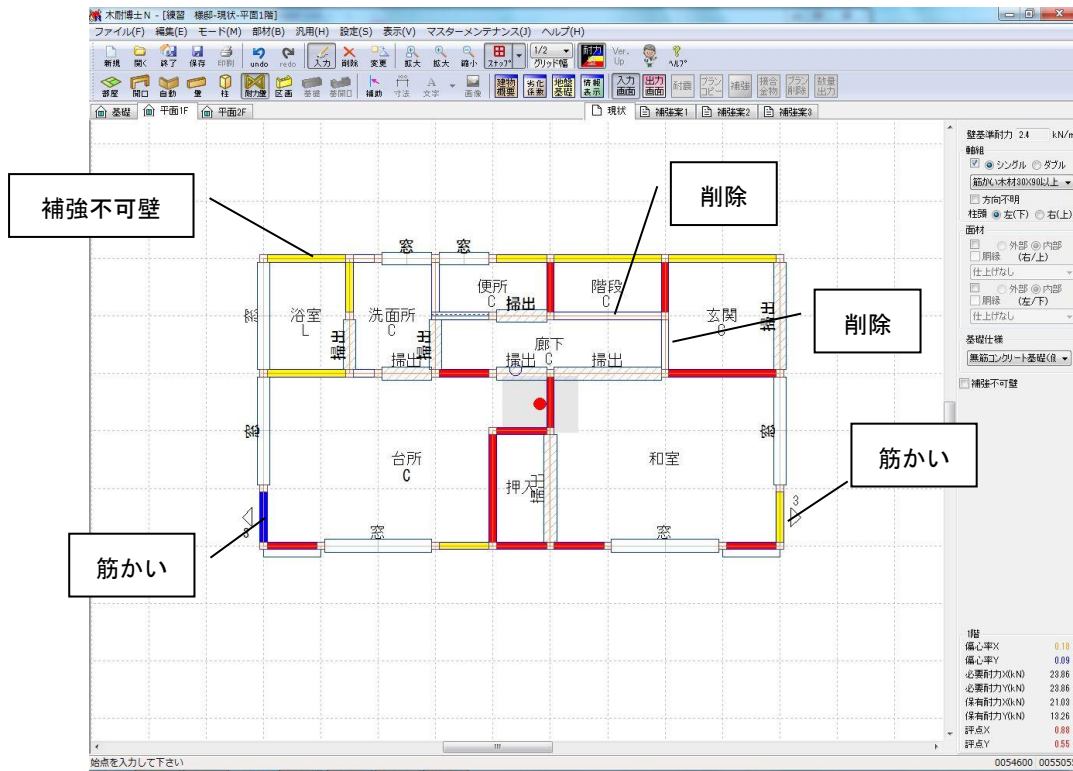 木耐博士N - [練習 様邸-現状-平面1階]
ファイル(F) 編集(E) モード(M) 部材(B) 汎用(H) 設定(S) 表示(V) マスターメンテナンス(J) ヘルプ(H)
新規 開く 終了 保存 印刷 undo redo 入力 削除 変更 拡大 拡大 縮小 スナップ 1/2 グリッド幅 耐力 Ver. Up ヘルプ
部屋 開口 自動 壁 柱 耐力壁 区画 基礎 基開口 補助 寸法 文字 画像 建物概要 劣化係数 地盤基礎 情報表示 入力画面 出力画面 耐震 プランコピー 補強 接合金物 プラン削除 数量出力
基礎 平面1F 平面2F 現状 補強案1 補強案2 補強案3
補強不可壁
削除
削除
筋かい
筋かい
窓 窓
浴室
L
洗面所
C
便所
C
掃出
階段
C
玄関
C
掃出
窓
掃出
掃出
掃出
廊下
C
掃出
掃出
窓
窓
台所
C
押入
掃出
和室
窓
窓
3
3
壁基準耐力 2.4 kN/m
軸組
シングル ダブル
筋かい木材30X90以上
方向不明
柱頭 左(下) 右(上)
面材
外部 内部
胴縁 (右/上)
仕上げなし
外部 内部
胴縁 (左/下)
仕上げなし
基礎仕様
無筋コンクリート基礎(
補強不可壁
1階
偏心率X 0.18
偏心率Y 0.09
必要耐力X(kN) 23.86
必要耐力Y(kN) 23.86
保有耐力X(kN) 21.03
保有耐力Y(kN) 13.26
評点X 0.88
評点Y 0.55
始点を入力して下さい
0054600 005505